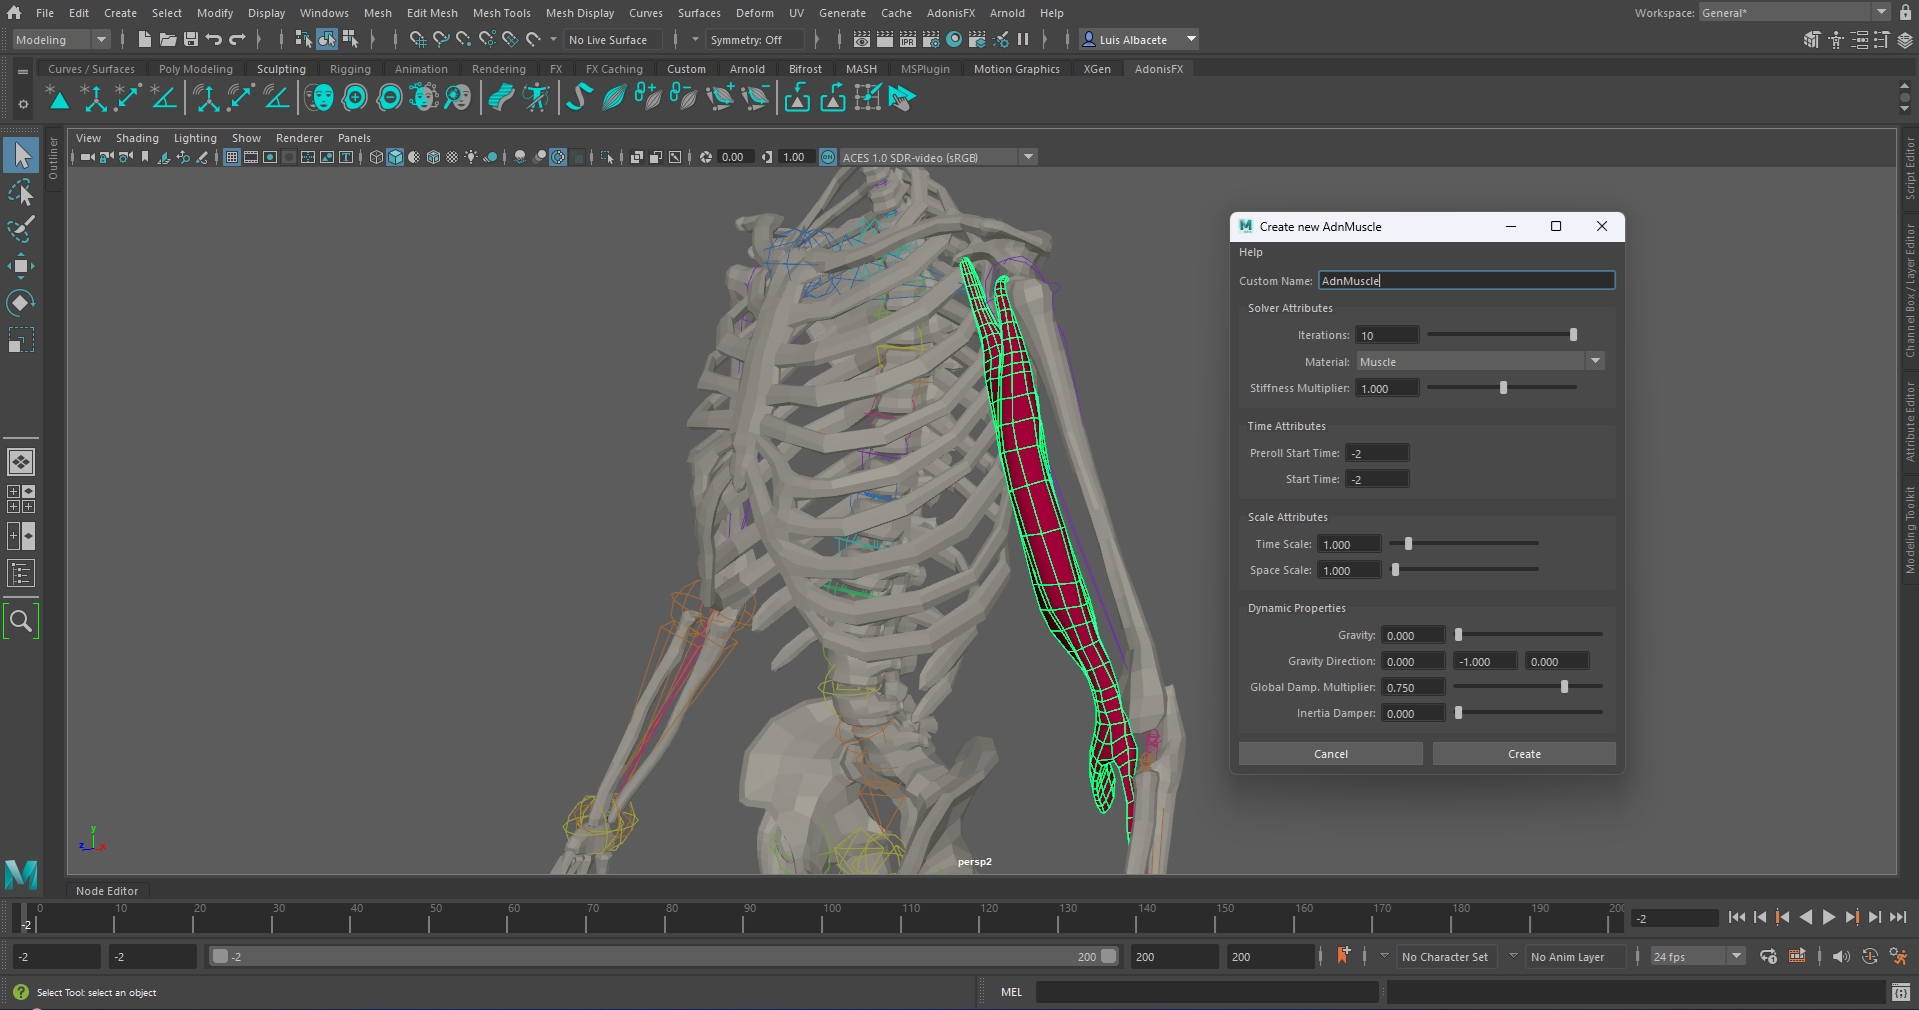 File Edit Create Select Modify Display Windows Mesh Edit Mesh Mesh Tools Mesh Display Curves Surfaces Deform UV Generate Cache AdonisFX Arnold Help Workspace: General*
Modeling No Live Surface Symmetry: Off IPR Luis Albacete
Curves / Surfaces Poly Modeling Sculpting Rigging Animation Rendering FX FX Caching Custom Arnold Bifrost MASH MSPlugin Motion Graphics XGen AdonisFX
View Shading Lighting Show Renderer Panels
0.00 1.00 ON ACES 1.0 SDR-video (sRGB)
Outliner
Script Editor
Channel Box / Layer Editor
Attribute Editor
Modeling Toolkit
M Create new AdnMuscle
Help
Custom Name: AdnMuscle
Solver Attributes
Iterations: 10
Material: Muscle
Stiffness Multiplier: 1.000
Time Attributes
Preroll Start Time: -2
Start Time: -2
Scale Attributes
Time Scale: 1.000
Space Scale: 1.000
Dynamic Properties
Gravity: 0.000
Gravity Direction: 0.000 -1.000 0.000
Global Damp. Multiplier: 0.750
Inertia Damper: 0.000
Cancel Create
y
z x
persp2
M
Node Editor
0 10 20 30 40 50 60 70 80 90 100 110 120 130 140 150 160 170 180 190 200
-2 -2
-2 -2 -2 200 200 200 No Character Set No Anim Layer 24 fps
? Select Tool: select an object MEL